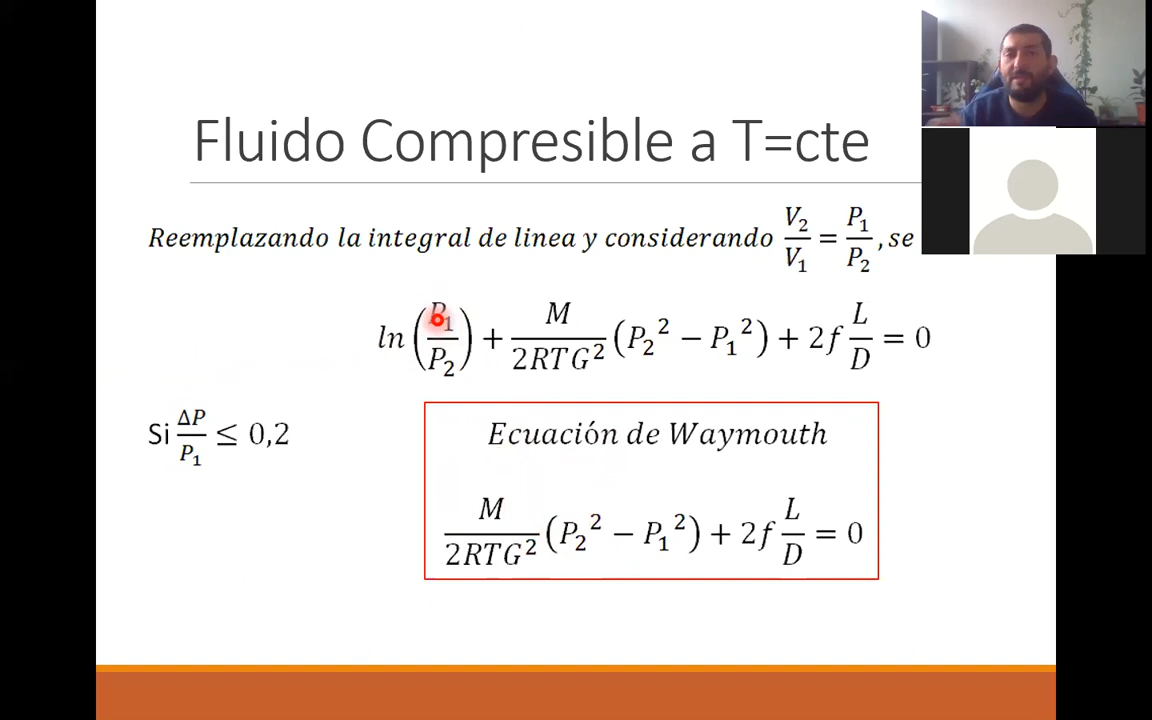 Fluido Compresible a T=cte
Reemplazando la integral de linea y considerando V₂/V₁ = P₁/P₂, se
ln(P₁/P₂) + M/(2RTG²) (P₂² − P₁²) + 2f L/D = 0
Si ΔP/P₁ ≤ 0,2
Ecuación de Waymouth
M/(2RTG²) (P₂² − P₁²) + 2f L/D = 0